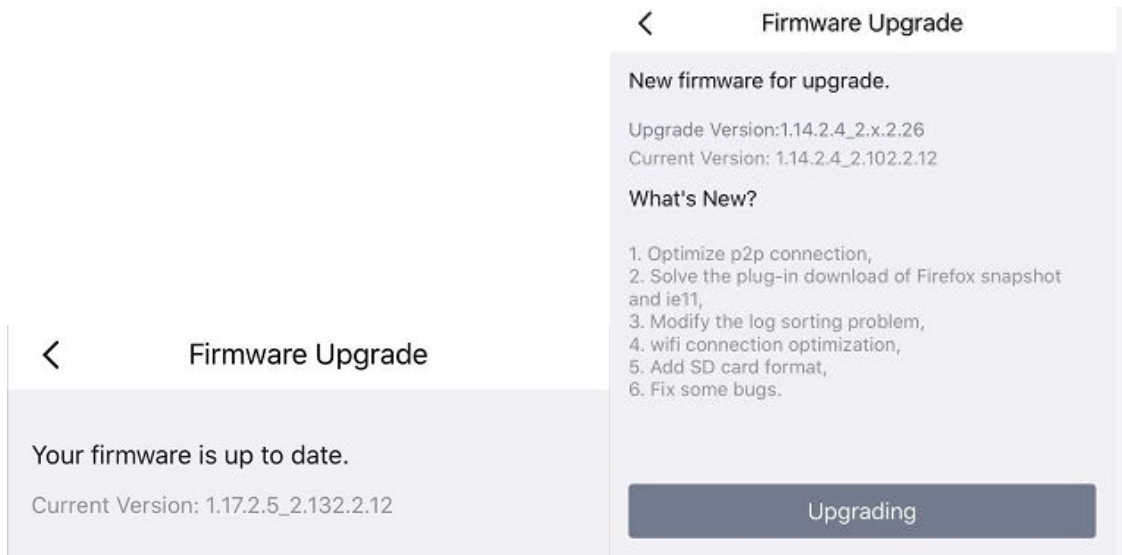 Firmware Upgrade
Your firmware is up to date.
Current Version: 1.17.2.5_2.132.2.12
Firmware Upgrade
New firmware for upgrade.
Upgrade Version:1.14.2.4_2.x.2.26
Current Version: 1.14.2.4_2.102.2.12
What's New?
1. Optimize p2p connection,
2. Solve the plug-in download of Firefox snapshot
and ie11,
3. Modify the log sorting problem,
4. wifi connection optimization,
5. Add SD card format,
6. Fix some bugs.
Upgrading